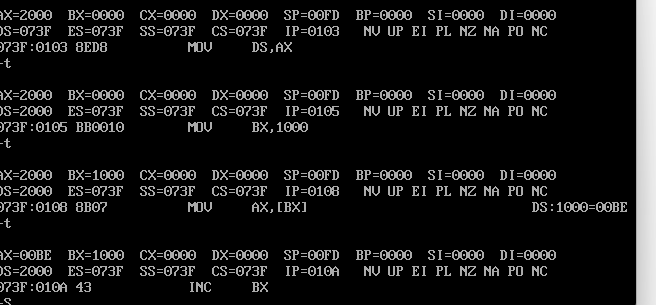 AX=2000 BX=0000 CX=0000 DX=0000 SP=00FD BP=0000 SI=0000 DI=0000
DS=073F ES=073F SS=073F CS=073F IP=0103 NV UP EI PL NZ NA PO NC
073F:0103 8ED8 MOV DS,AX
-t
AX=2000 BX=0000 CX=0000 DX=0000 SP=00FD BP=0000 SI=0000 DI=0000
DS=2000 ES=073F SS=073F CS=073F IP=0105 NV UP EI PL NZ NA PO NC
073F:0105 BB0010 MOV BX,1000
-t
AX=2000 BX=1000 CX=0000 DX=0000 SP=00FD BP=0000 SI=0000 DI=0000
DS=2000 ES=073F SS=073F CS=073F IP=0108 NV UP EI PL NZ NA PO NC
073F:0108 8B07 MOV AX,[BX] DS:1000=00BE
-t
AX=00BE BX=1000 CX=0000 DX=0000 SP=00FD BP=0000 SI=0000 DI=0000
DS=2000 ES=073F SS=073F CS=073F IP=010A NV UP EI PL NZ NA PO NC
073F:010A 43 INC BX